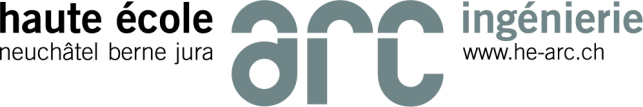 haute école
neuchâtel berne jura
arc
ingénierie
www.he-arc.ch